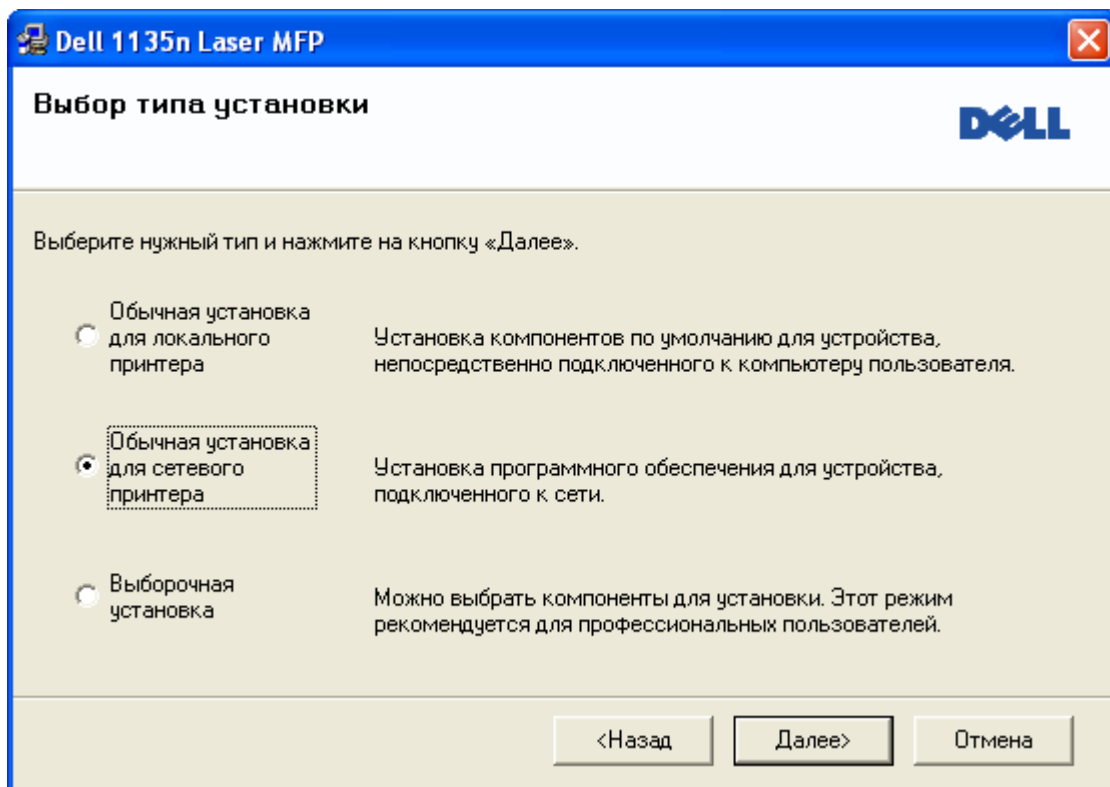 Dell 1135n Laser MFP
Выбор типа установки
DELL
Выберите нужный тип и нажмите на кнопку «Далее».
Обычная установка
для локального
принтера
Установка компонентов по умолчанию для устройства,
непосредственно подключенного к компьютеру пользователя.
Обычная установка
для сетевого
принтера
Установка программного обеспечения для устройства,
подключенного к сети.
Выборочная
установка
Можно выбрать компоненты для установки. Этот режим
рекомендуется для профессиональных пользователей.
<Назад
Далее>
Отмена